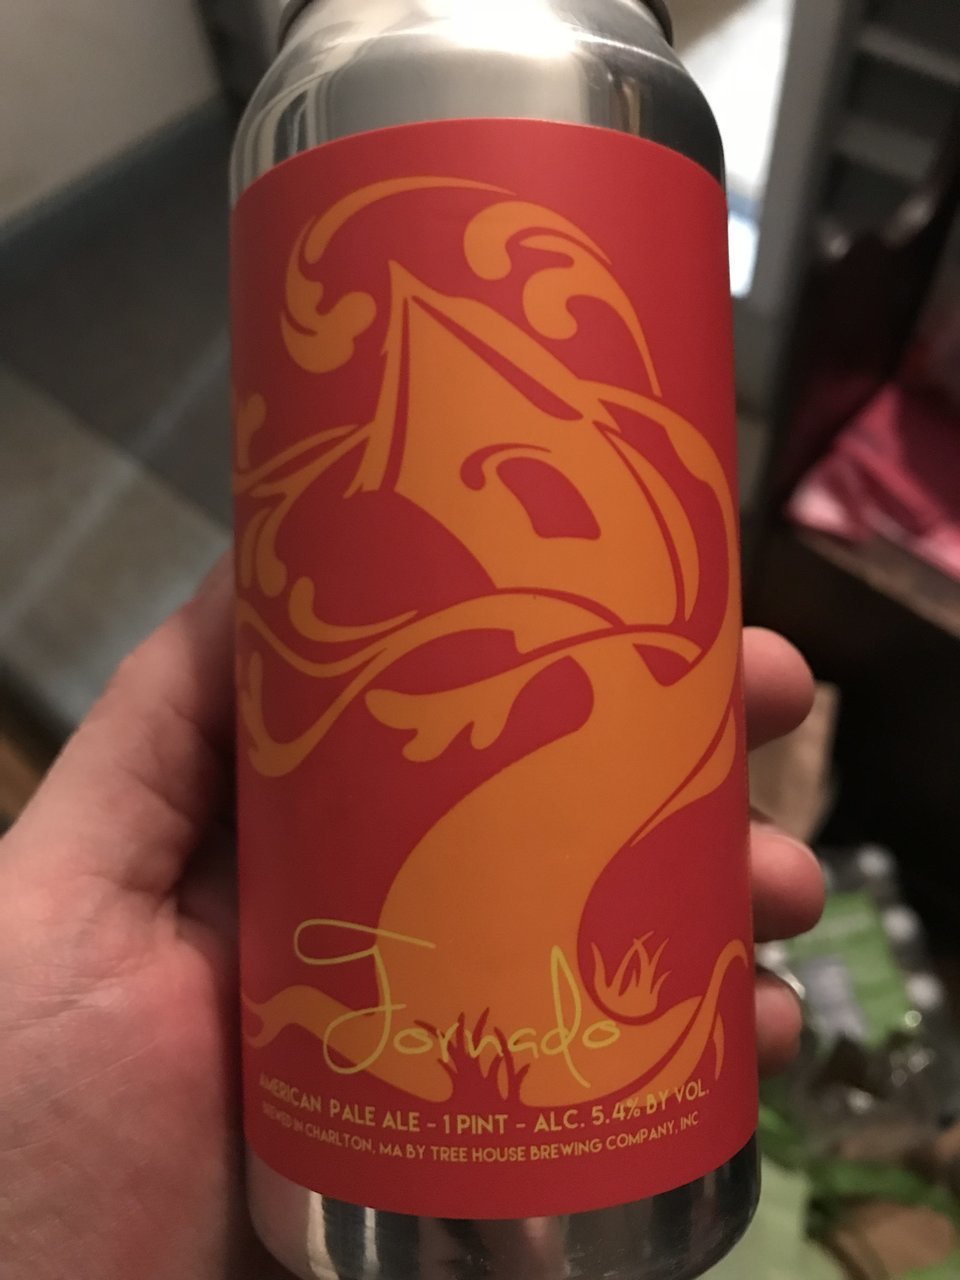 Tornado
AMERICAN PALE ALE - 1 PINT - ALC. 5.4% BY VOL.
BREWED IN CHARLTON, MA BY TREE HOUSE BREWING COMPANY, INC